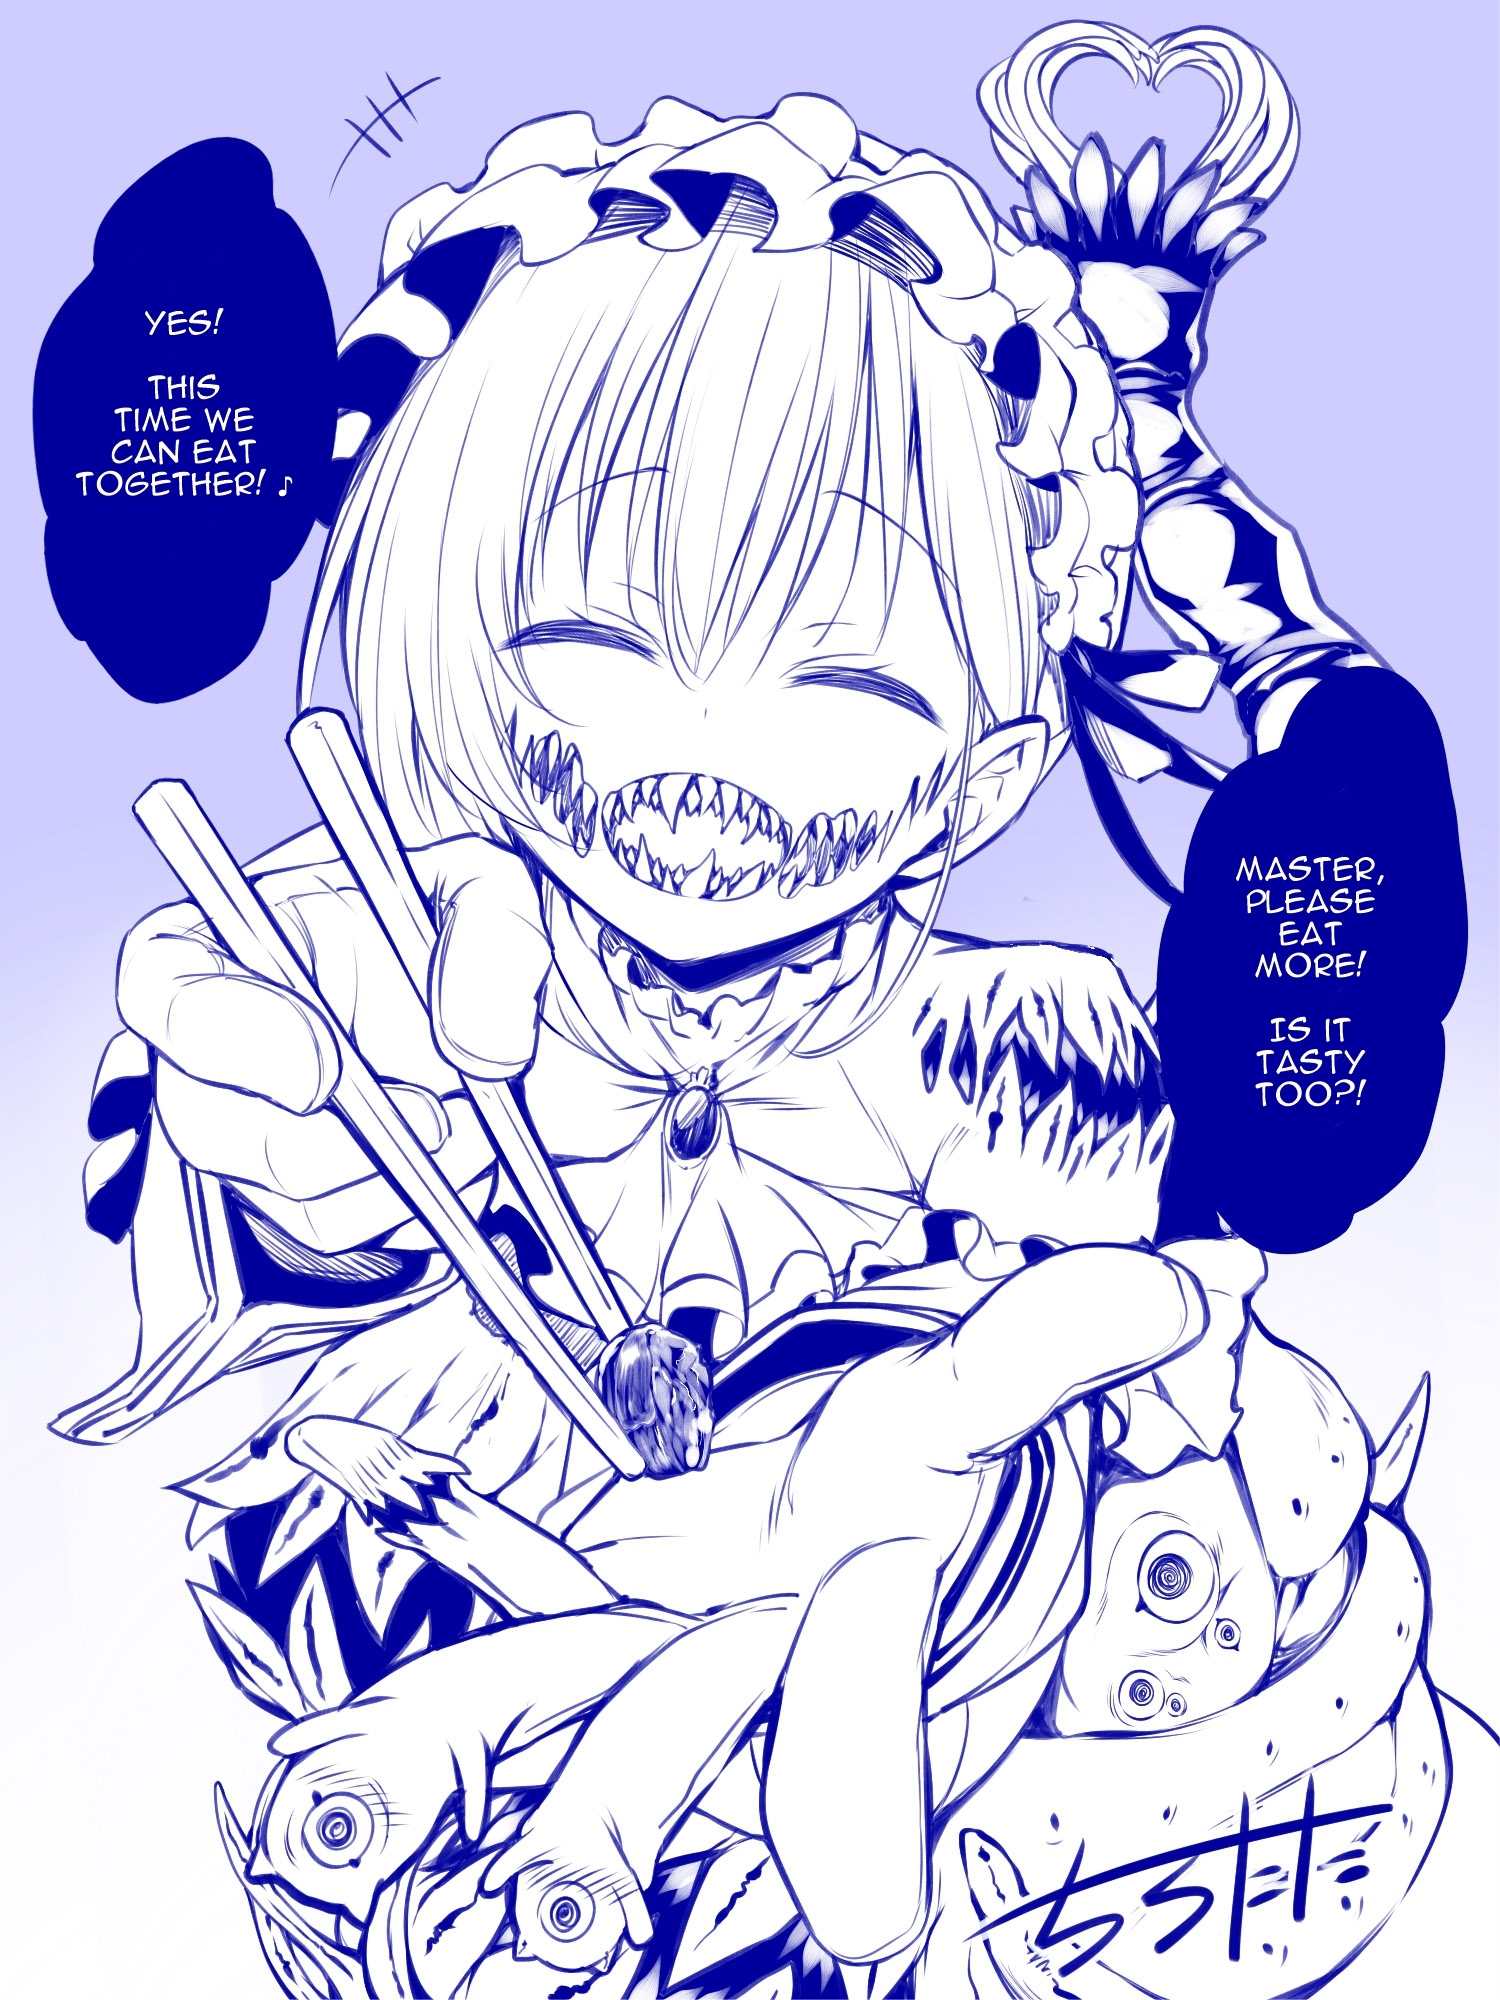 YES!
THIS
TIME WE
CAN EAT
TOGETHER! ♪
MASTER,
PLEASE
EAT
MORE!
IS IT
TASTY
TOO?!